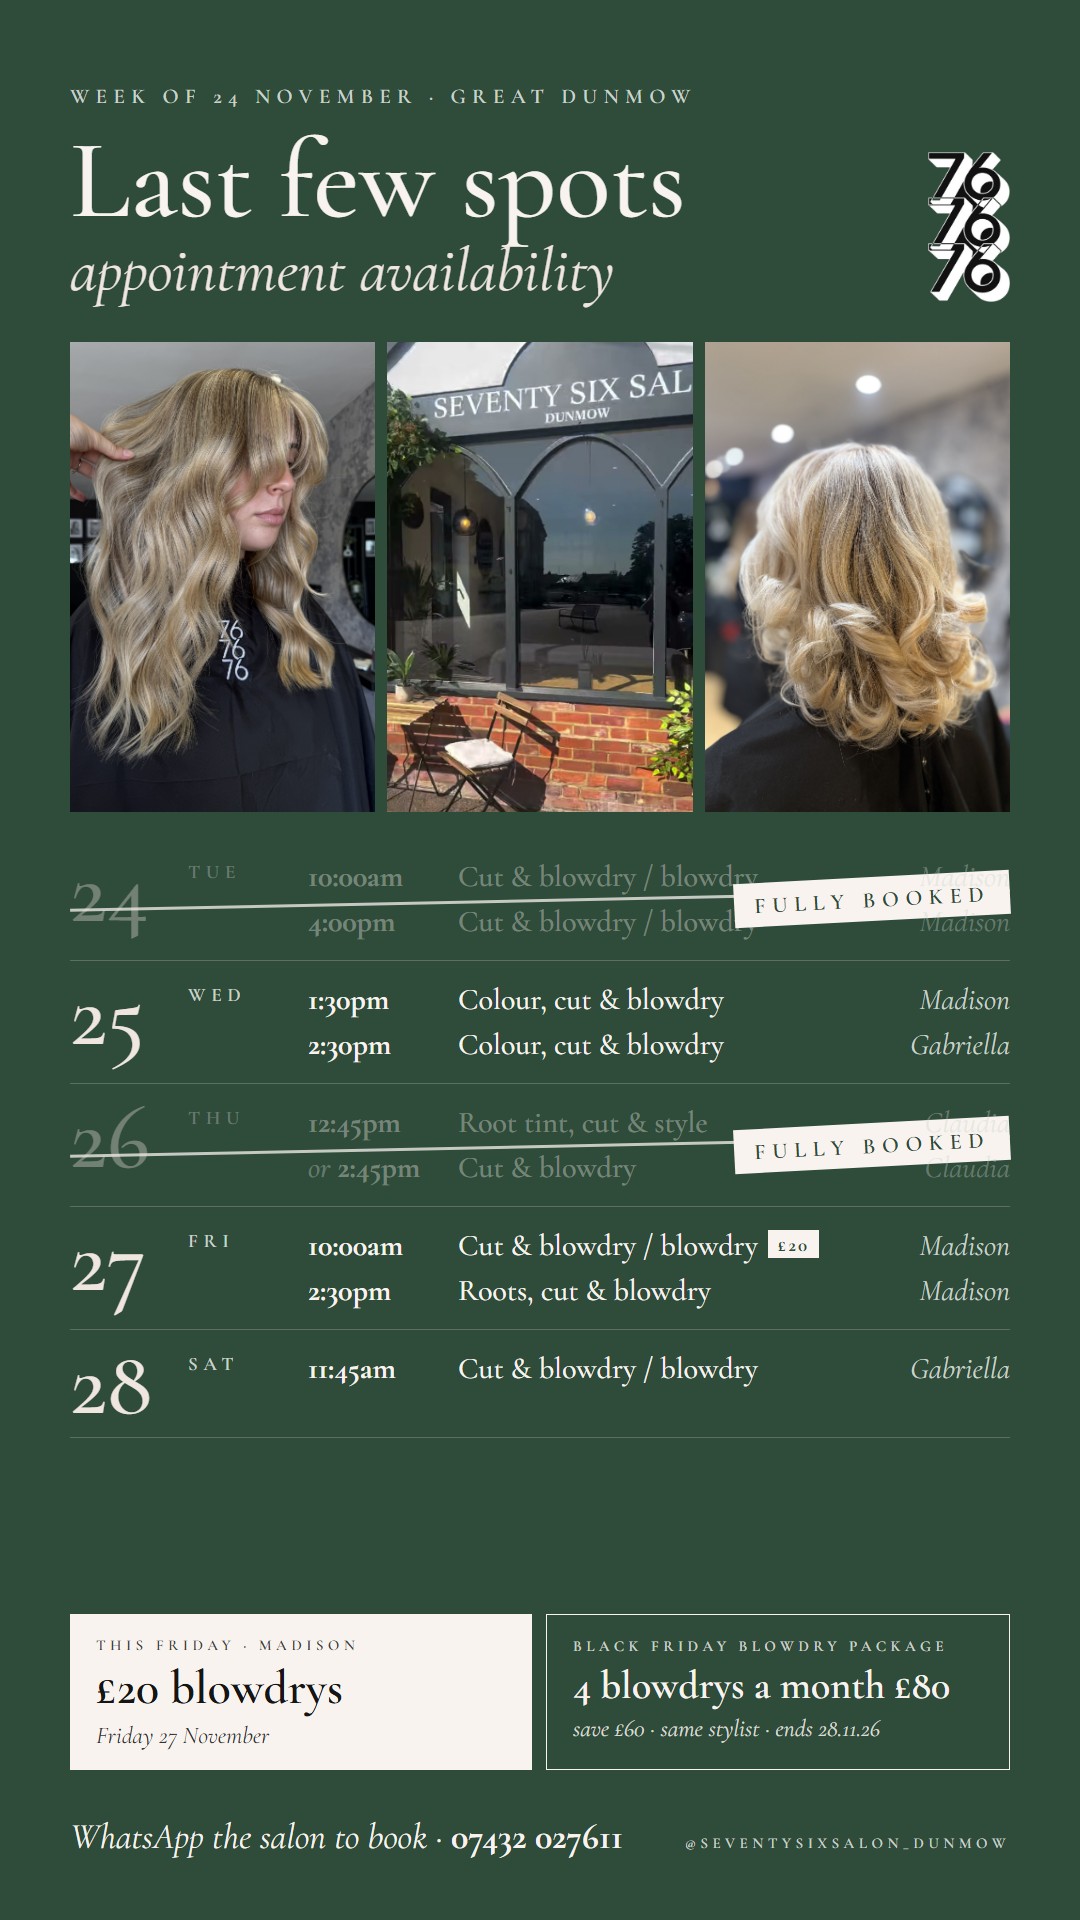 WEEK OF 24 NOVEMBER · GREAT DUNMOW
Last few spots
appointment availability
76
76
76
SEVENTY SIX SAL
DUNMOW
76
76
76
24 TUE 10:00am Cut & blowdry / blowdry Madison
4:00pm Cut & blowdry / blowdry Madison
FULLY BOOKED
25 WED 1:30pm Colour, cut & blowdry Madison
2:30pm Colour, cut & blowdry Gabriella
26 THU 12:45pm Root tint, cut & style Claudia
or 2:45pm Cut & blowdry Claudia
FULLY BOOKED
27 FRI 10:00am Cut & blowdry / blowdry £20 Madison
2:30pm Roots, cut & blowdry Madison
28 SAT 11:45am Cut & blowdry / blowdry Gabriella
THIS FRIDAY · MADISON
£20 blowdrys
Friday 27 November
BLACK FRIDAY BLOWDRY PACKAGE
4 blowdrys a month £80
save £60 · same stylist · ends 28.11.26
WhatsApp the salon to book · 07432 027611
@SEVENTYSIXSALON_DUNMOW